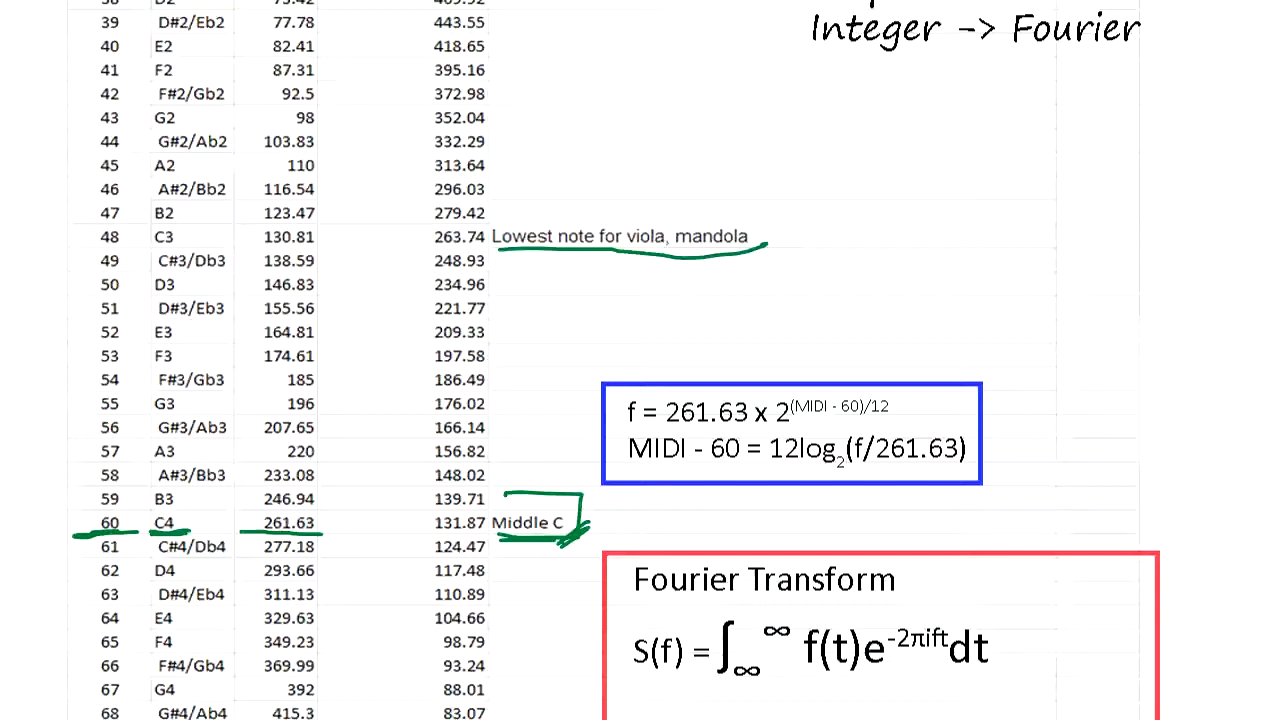 38 D2 73.42 469.92
Integer -> Fourier
39 D#2/Eb2 77.78 443.55
40 E2 82.41 418.65
41 F2 87.31 395.16
42 F#2/Gb2 92.5 372.98
43 G2 98 352.04
44 G#2/Ab2 103.83 332.29
45 A2 110 313.64
46 A#2/Bb2 116.54 296.03
47 B2 123.47 279.42
48 C3 130.81 263.74 Lowest note for viola, mandola
49 C#3/Db3 138.59 248.93
50 D3 146.83 234.96
51 D#3/Eb3 155.56 221.77
52 E3 164.81 209.33
53 F3 174.61 197.58
54 F#3/Gb3 185 186.49
55 G3 196 176.02
56 G#3/Ab3 207.65 166.14
57 A3 220 156.82
58 A#3/Bb3 233.08 148.02
59 B3 246.94 139.71
60 C4 261.63 131.87 Middle C
61 C#4/Db4 277.18 124.47
62 D4 293.66 117.48
63 D#4/Eb4 311.13 110.89
64 E4 329.63 104.66
65 F4 349.23 98.79
66 F#4/Gb4 369.99 93.24
67 G4 392 88.01
68 G#4/Ab4 415.3 83.07
f = 261.63 x 2(MIDI - 60)/12
MIDI - 60 = 12log2(f/261.63)
Fourier Transform
S(f) = ∫∞ ∞ f(t)e-2πiftdt